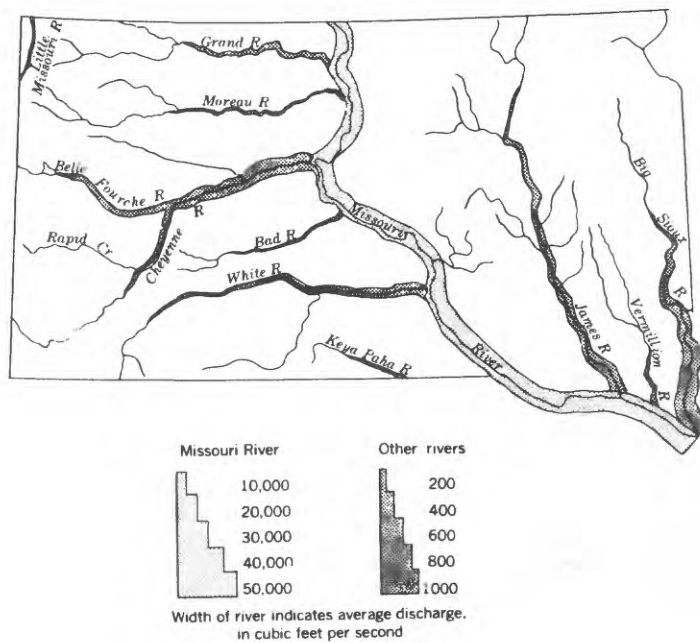 Little
Missouri R
Grand R
Moreau R
Belle
Fourche R
R
Cheyenne
Rapid Cr
Bad R
White R
Keya Paha R
Missouri
River
James R
Vermillion
R
Big
Sioux
R
Missouri River
10,000
20,000
30,000
40,000
50,000
Other rivers
200
400
600
800
1000
Width of river indicates average discharge,
in cubic feet per second